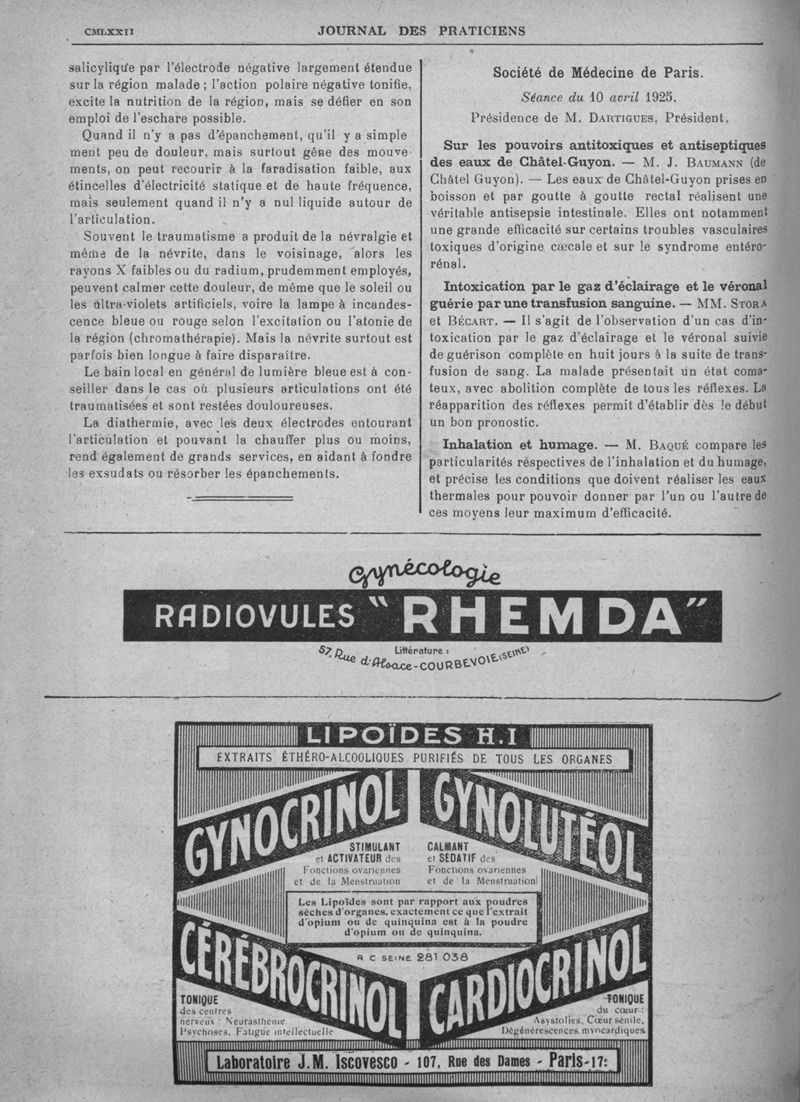 CMLXXII
JOURNAL DES PRATICIENS
salicylique par l'électrode négative largement étendue
sur la région malade ; l'action polaire négative tonifie,
excite la nutrition de la région, mais se défier en son
emploi de l'eschare possible.
Quand il n'y a pas d'épanchement, qu'il y a simple
ment peu de douleur, mais surtout gêne des mouve-
ments, on peut recourir à la faradisation faible, aux
étincelles d'électricité statique et de haute fréquence,
mais seulement quand il n'y a nul liquide autour de
l'articulation.
Souvent le traumatisme a produit de la névralgie et
même de la névrite, dans le voisinage, alors les
rayons X faibles ou du radium, prudemment employés,
peuvent calmer cette douleur, de même que le soleil ou
les ultra-violets artificiels, voire la lampe à incandes-
cence bleue ou rouge selon l'excitation ou l'atonie de
la région (chromathérapie). Mais la névrite surtout est
parfois bien longue à faire disparaître.
Le bain local en général de lumière bleue est à con-
seiller dans le cas où plusieurs articulations ont été
traumatisées et sont restées douloureuses.
La diathermie, avec les deux électrodes entourant
l'articulation et pouvant la chauffer plus ou moins,
rend également de grands services, en aidant à fondre
les exsudats ou résorber les épanchements.
Société de Médecine de Paris.
Séance du 10 avril 1925.
Présidence de M. DARTIGUES, Président.
Sur les pouvoirs antitoxiques et antiseptiques
des eaux de Châtel-Guyon. — M. J. BAUMANN (de
Châtel Guyon). — Les eaux de Châtel-Guyon prises en
boisson et par goutte à goutte rectal réalisent une
véritable antisepsie intestinale. Elles ont notamment
une grande efficacité sur certains troubles vasculaires
toxiques d'origine cæcale et sur le syndrome entéro-
rénal.
Intoxication par le gaz d'éclairage et le véronal
guérie par une transfusion sanguine. — MM. STORA
et BÉCART. — Il s'agit de l'observation d'un cas d'in-
toxication par le gaz d'éclairage et le véronal suivie
de guérison complète en huit jours à la suite de trans-
fusion de sang. La malade présentait un état coma-
teux, avec abolition complète de tous les réflexes. La
réapparition des réflexes permit d'établir dès le début
un bon pronostic.
Inhalation et humage. — M. BAQUÉ compare les
particularités respectives de l'inhalation et du humage,
et précise les conditions que doivent réaliser les eaux
thermales pour pouvoir donner par l'un ou l'autre de
ces moyens leur maximum d'efficacité.
Gynécologie
RADIOVULES "RHEMDA"
Littérature :
57, Rue d'Alsace - COURBEVOIE (SEINE)
LIPOÏDES H.I
EXTRAITS ÉTHÉRO-ALCOOLIQUES PURIFIÉS DE TOUS LES ORGANES
GYNOCRINOL
GYNOLUTÉOL
STIMULANT
et ACTIVATEUR des
Fonctions ovariennes
et de la Menstruation
CALMANT
et SEDATIF des
Fonctions ovariennes
et de la Menstruation
Les Lipoïdes sont par rapport aux poudres
sèches d'organes, exactement ce que l'extrait
d'opium ou de quinquina est à la poudre
d'opium ou de quinquina.
R C SEINE 281 038
CÉRÉBROCRINOL
CARDIOCRINOL
TONIQUE
des centres
nerveux : Neurasthénie
Psychoses, Fatigue intellectuelle
TONIQUE
du cœur :
Asystolies, Cœur sénile,
Dégénérescences myocardiques
Laboratoire J.M. Iscovesco - 107, Rue des Dames - Paris-17e